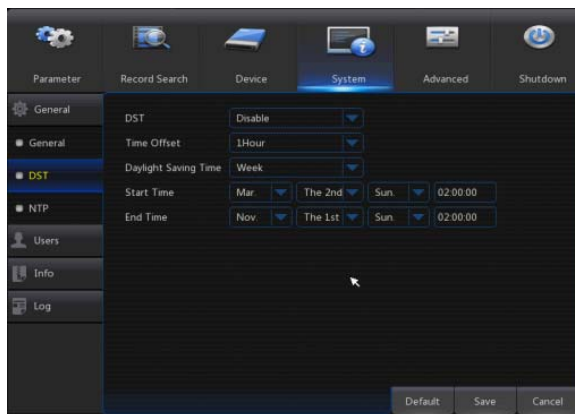 Parameter Record Search Device System Advanced Shutdown
General
General
DST
NTP
Users
Info
Log
DST Disable
Time Offset 1Hour
Daylight Saving Time Week
Start Time Mar. The 2nd Sun. 02:00:00
End Time Nov. The 1st Sun. 02:00:00
Default Save Cancel